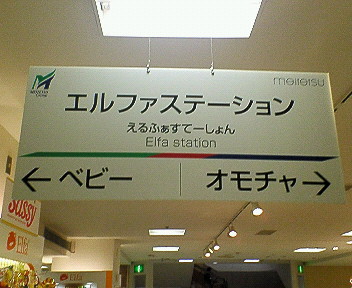 meitetsu
エルファステーション
えるふぁすてーしょん
Elfa station
← ベビー
オモチャ →
Sassy